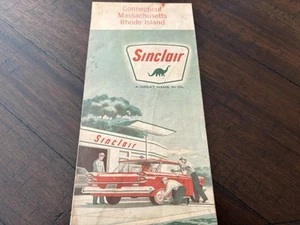 Connecticut
Massachusetts
Rhode Island
Sinclair
A GREAT NAME IN OIL
Sinclair